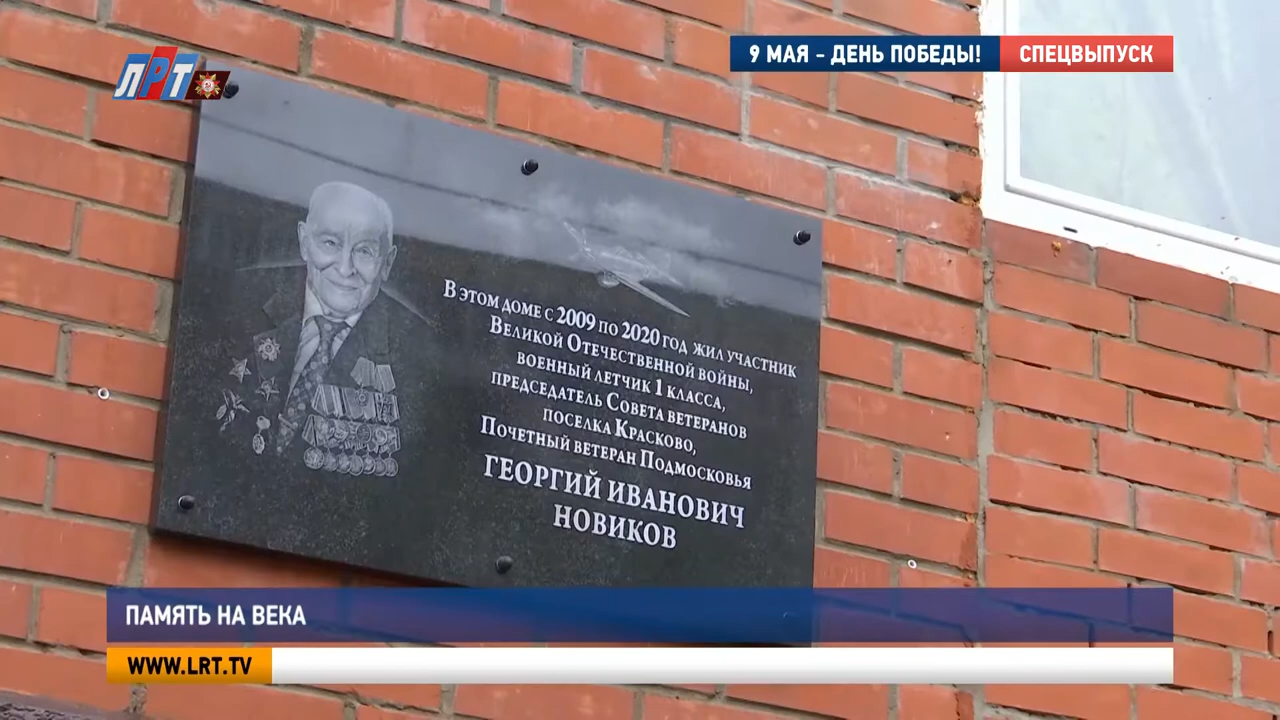 ЛРТ
9 МАЯ - ДЕНЬ ПОБЕДЫ!
СПЕЦВЫПУСК
В ЭТОМ ДОМЕ С 2009 ПО 2020 ГОД ЖИЛ УЧАСТНИК
ВЕЛИКОЙ ОТЕЧЕСТВЕННОЙ ВОЙНЫ,
ВОЕННЫЙ ЛЕТЧИК 1 КЛАССА,
ПРЕДСЕДАТЕЛЬ СОВЕТА ВЕТЕРАНОВ
ПОСЕЛКА КРАСКОВО,
ПОЧЕТНЫЙ ВЕТЕРАН ПОДМОСКОВЬЯ
ГЕОРГИЙ ИВАНОВИЧ
НОВИКОВ
ПАМЯТЬ НА ВЕКА
WWW.LRT.TV